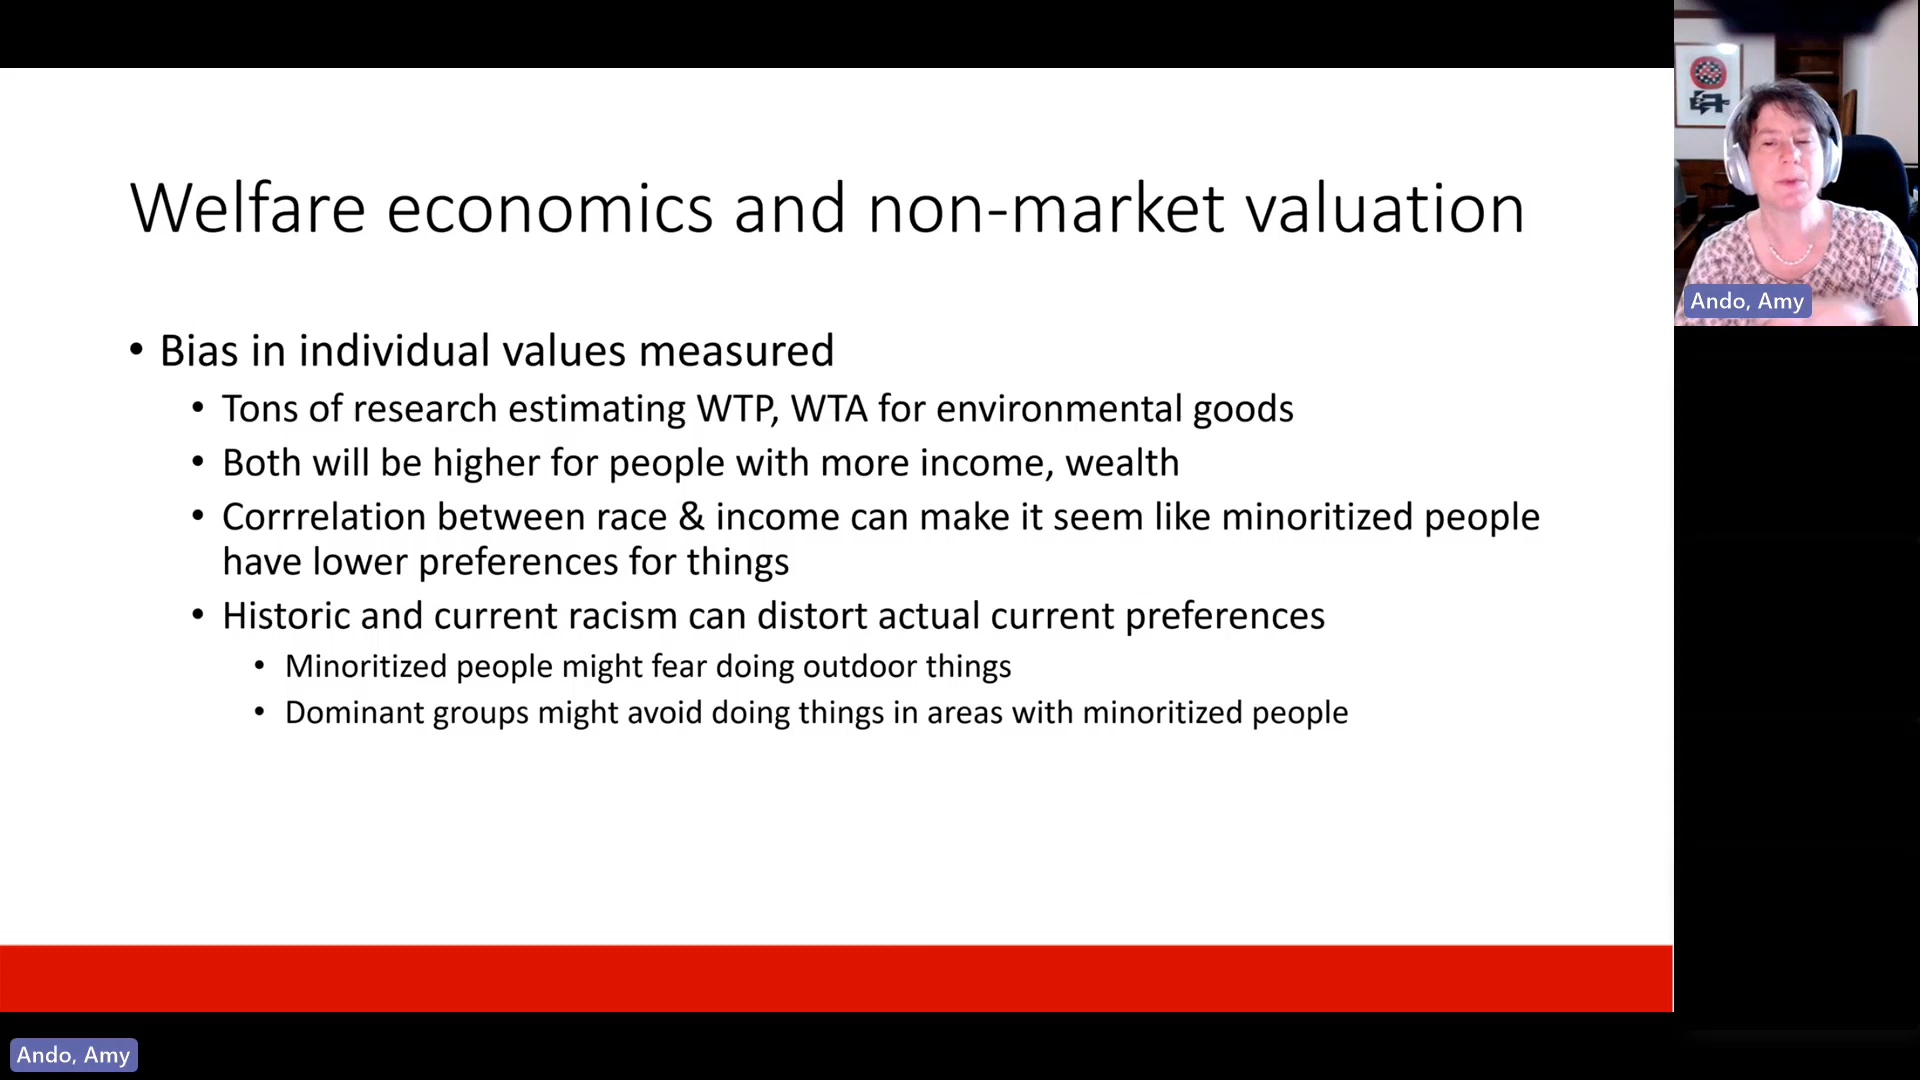 Welfare economics and non-market valuation
• Bias in individual values measured
• Tons of research estimating WTP, WTA for environmental goods
• Both will be higher for people with more income, wealth
• Corrrelation between race & income can make it seem like minoritized people
have lower preferences for things
• Historic and current racism can distort actual current preferences
• Minoritized people might fear doing outdoor things
• Dominant groups might avoid doing things in areas with minoritized people
Ando, Amy
Ando, Amy